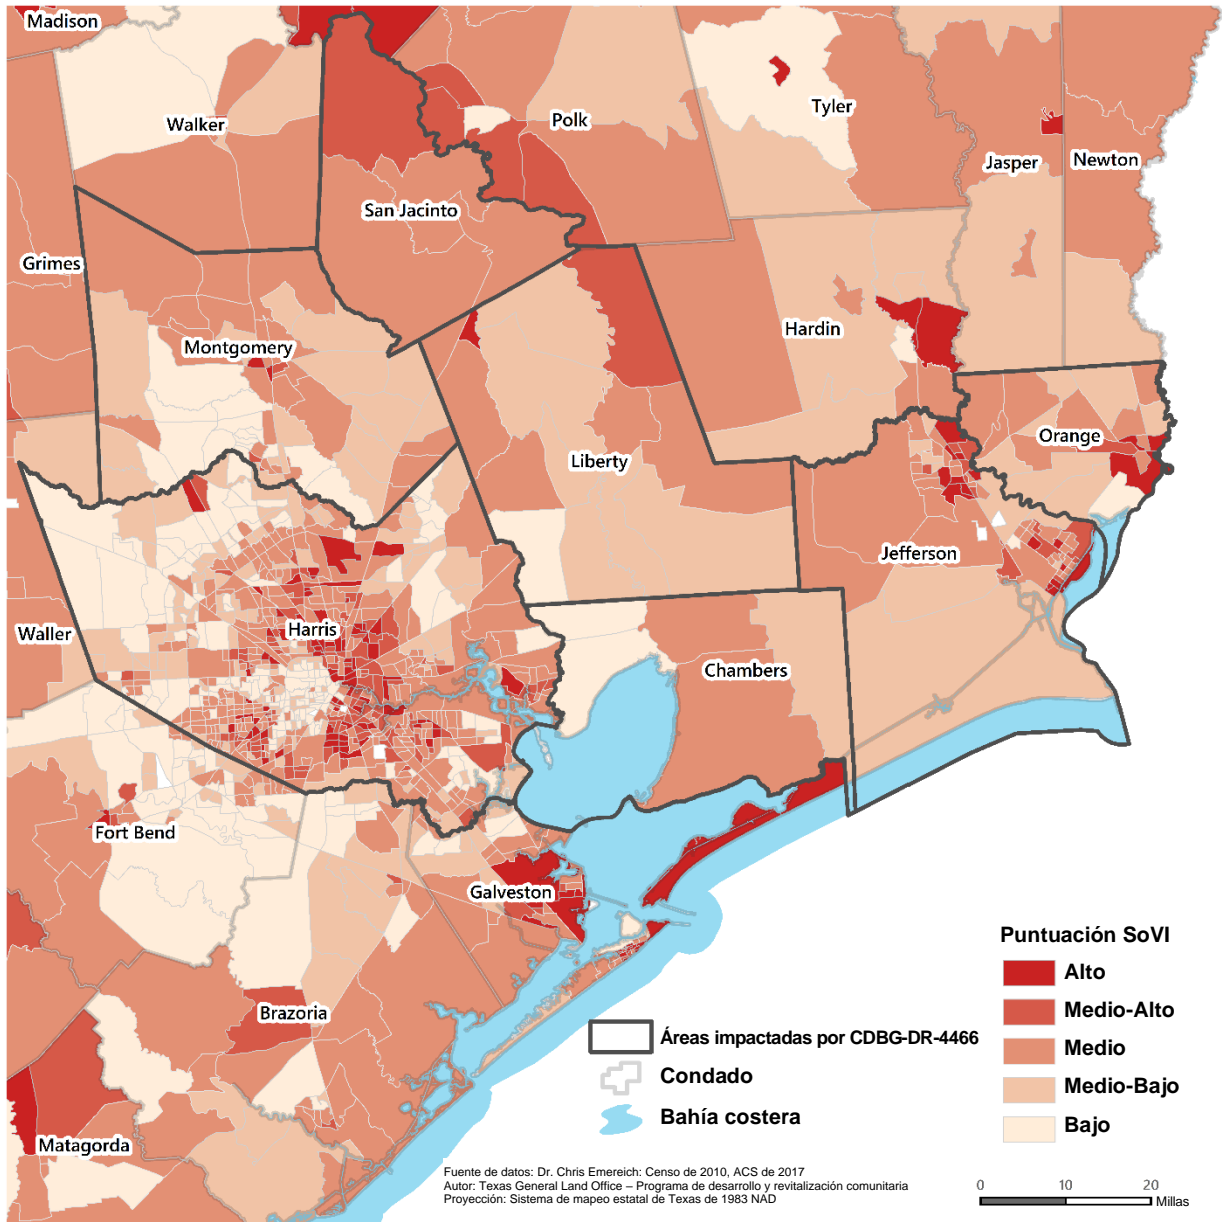 Madison
Walker
Polk
Tyler
Jasper
Newton
San Jacinto
Grimes
Montgomery
Hardin
Liberty
Orange
Jefferson
Waller
Harris
Chambers
Fort Bend
Galveston
Brazoria
Matagorda
Puntuación SoVI
Alto
Medio-Alto
Medio
Medio-Bajo
Bajo
Áreas impactadas por CDBG-DR-4466
Condado
Bahía costera
Fuente de datos: Dr. Chris Emereich: Censo de 2010, ACS de 2017
Autor: Texas General Land Office – Programa de desarrollo y revitalización comunitaria
Proyección: Sistema de mapeo estatal de Texas de 1983 NAD
0 10 20
Millas